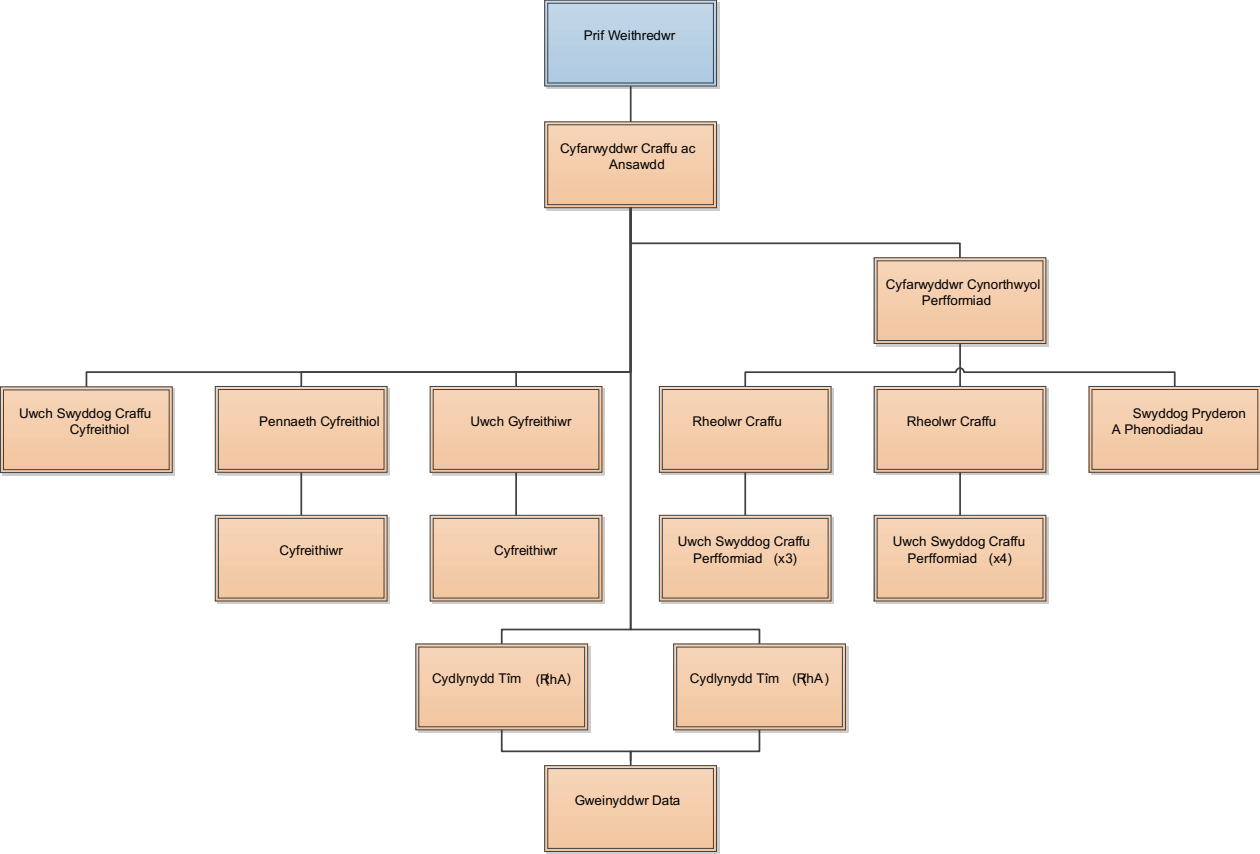 Prif Weithredwr
Cyfarwyddwr Craffu ac
Ansawdd
Cyfarwyddwr Cynorthwyol
Perfformiad
Uwch Swyddog Craffu
Cyfreithiol
Pennaeth Cyfreithiol
Uwch Gyfreithiwr
Rheolwr Craffu
Rheolwr Craffu
Swyddog Pryderon
A Phenodiadau
Cyfreithiwr
Cyfreithiwr
Uwch Swyddog Craffu
Perfformiad (x3)
Uwch Swyddog Craffu
Perfformiad (x4)
Cydlynydd Tîm (RhA)
Cydlynydd Tîm (RhA)
Gweinyddwr Data